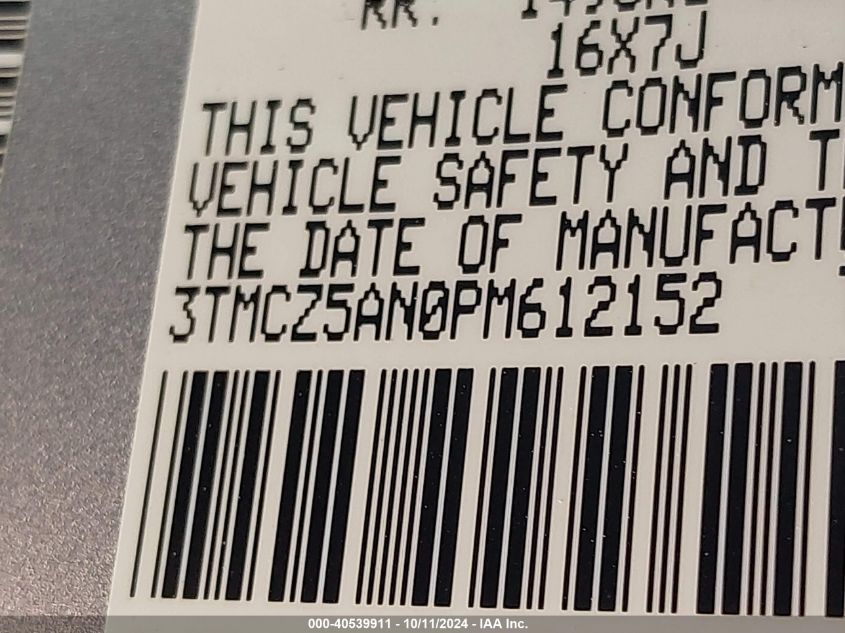 RR.
16X7J
THIS VEHICLE CONFORM
VEHICLE SAFETY AND
THE DATE OF MANUFACT
3TMCZ5AN0PM612152
000-40539911 - 10/11/2024 - IAA Inc.